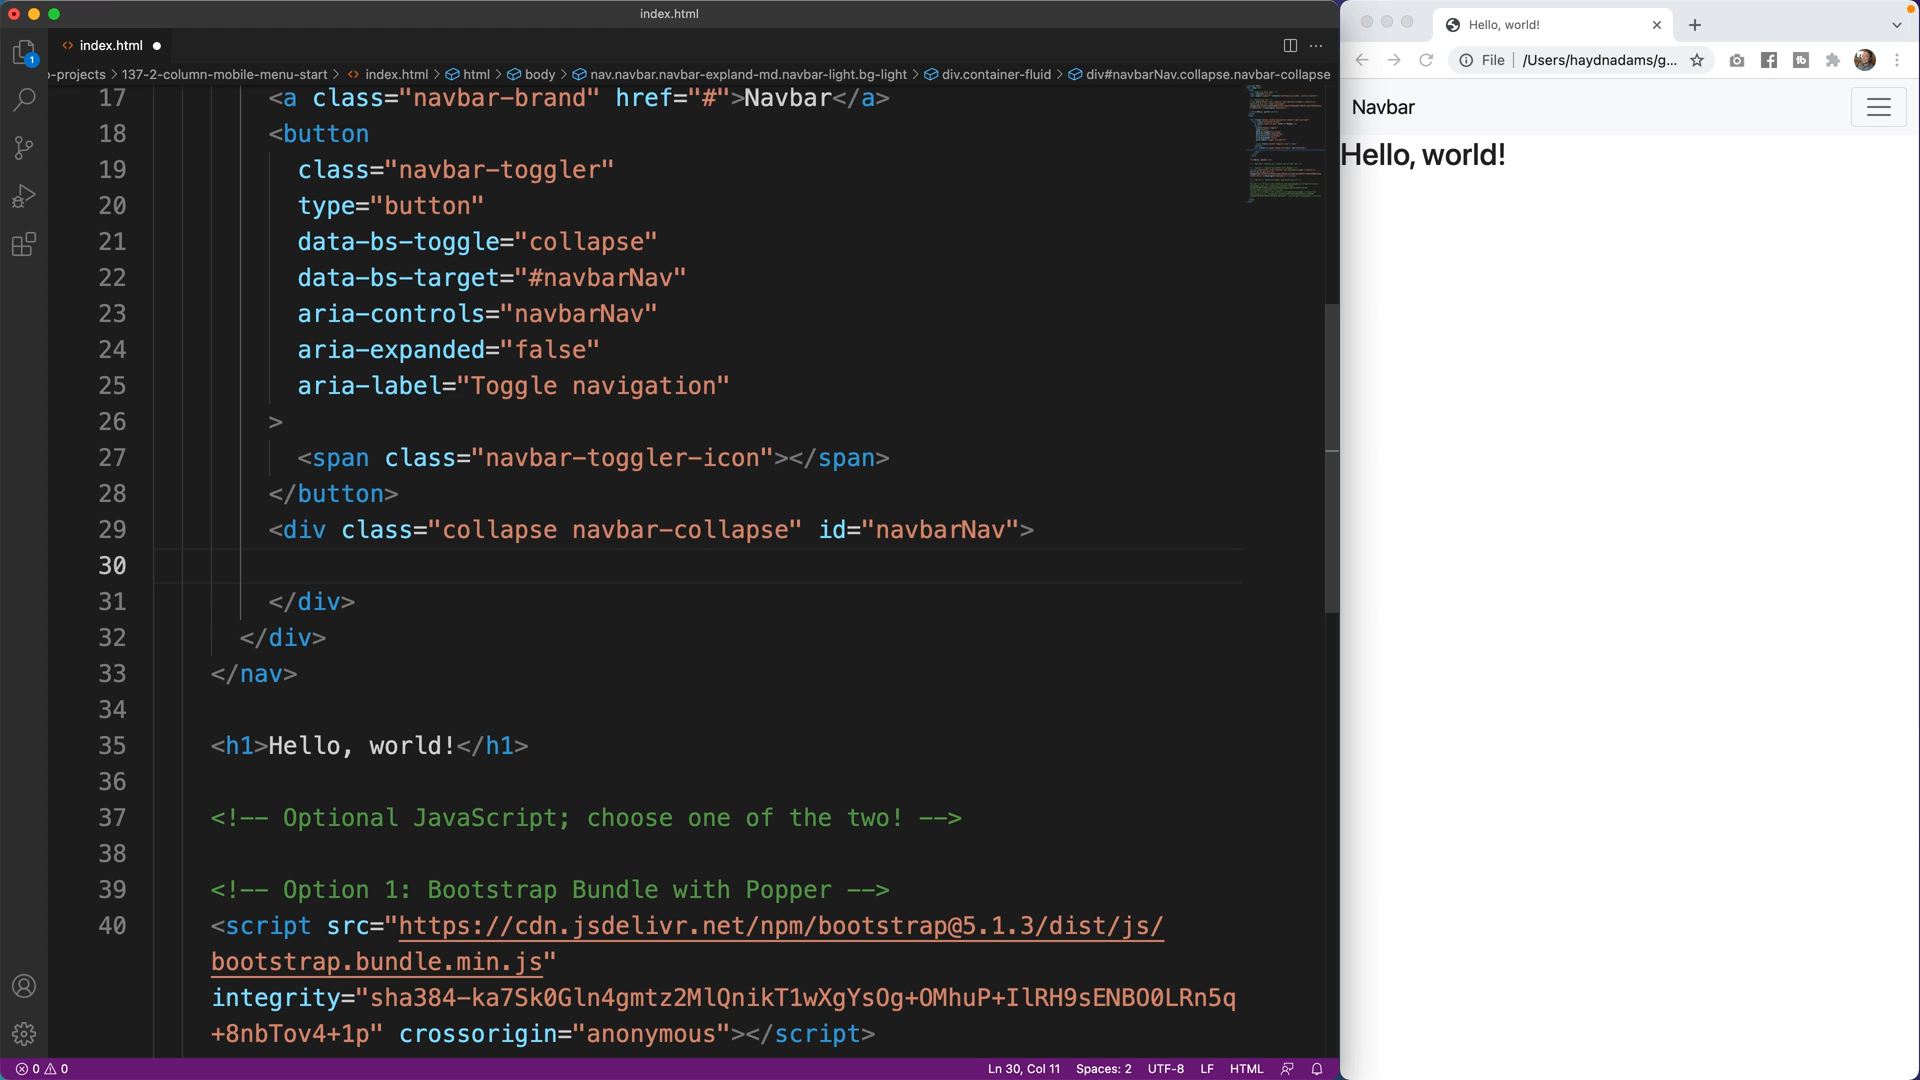 index.html
index.html
o-projects > 137-2-column-mobile-menu-start > index.html > html > body > nav.navbar.navbar-expland-md.navbar-light.bg-light > div.container-fluid > div#navbarNav.collapse.navbar-collapse
17 <a class="navbar-brand" href="#">Navbar</a>
18 <button
19 class="navbar-toggler"
20 type="button"
21 data-bs-toggle="collapse"
22 data-bs-target="#navbarNav"
23 aria-controls="navbarNav"
24 aria-expanded="false"
25 aria-label="Toggle navigation"
26 >
27 <span class="navbar-toggler-icon"></span>
28 </button>
29 <div class="collapse navbar-collapse" id="navbarNav">
30
31 </div>
32 </div>
33 </nav>
34
35 <h1>Hello, world!</h1>
36
37 <!-- Optional JavaScript; choose one of the two! -->
38
39 <!-- Option 1: Bootstrap Bundle with Popper -->
40 <script src="https://cdn.jsdelivr.net/npm/bootstrap@5.1.3/dist/js/
bootstrap.bundle.min.js"
integrity="sha384-ka7Sk0Gln4gmtz2MlQnikT1wXgYsOg+OMhuP+IlRH9sENBO0LRn5q
+8nbTov4+1p" crossorigin="anonymous"></script>
1
0 0
Ln 30, Col 11 Spaces: 2 UTF-8 LF HTML
Hello, world!
File /Users/haydnadams/g...
Navbar
Hello, world!